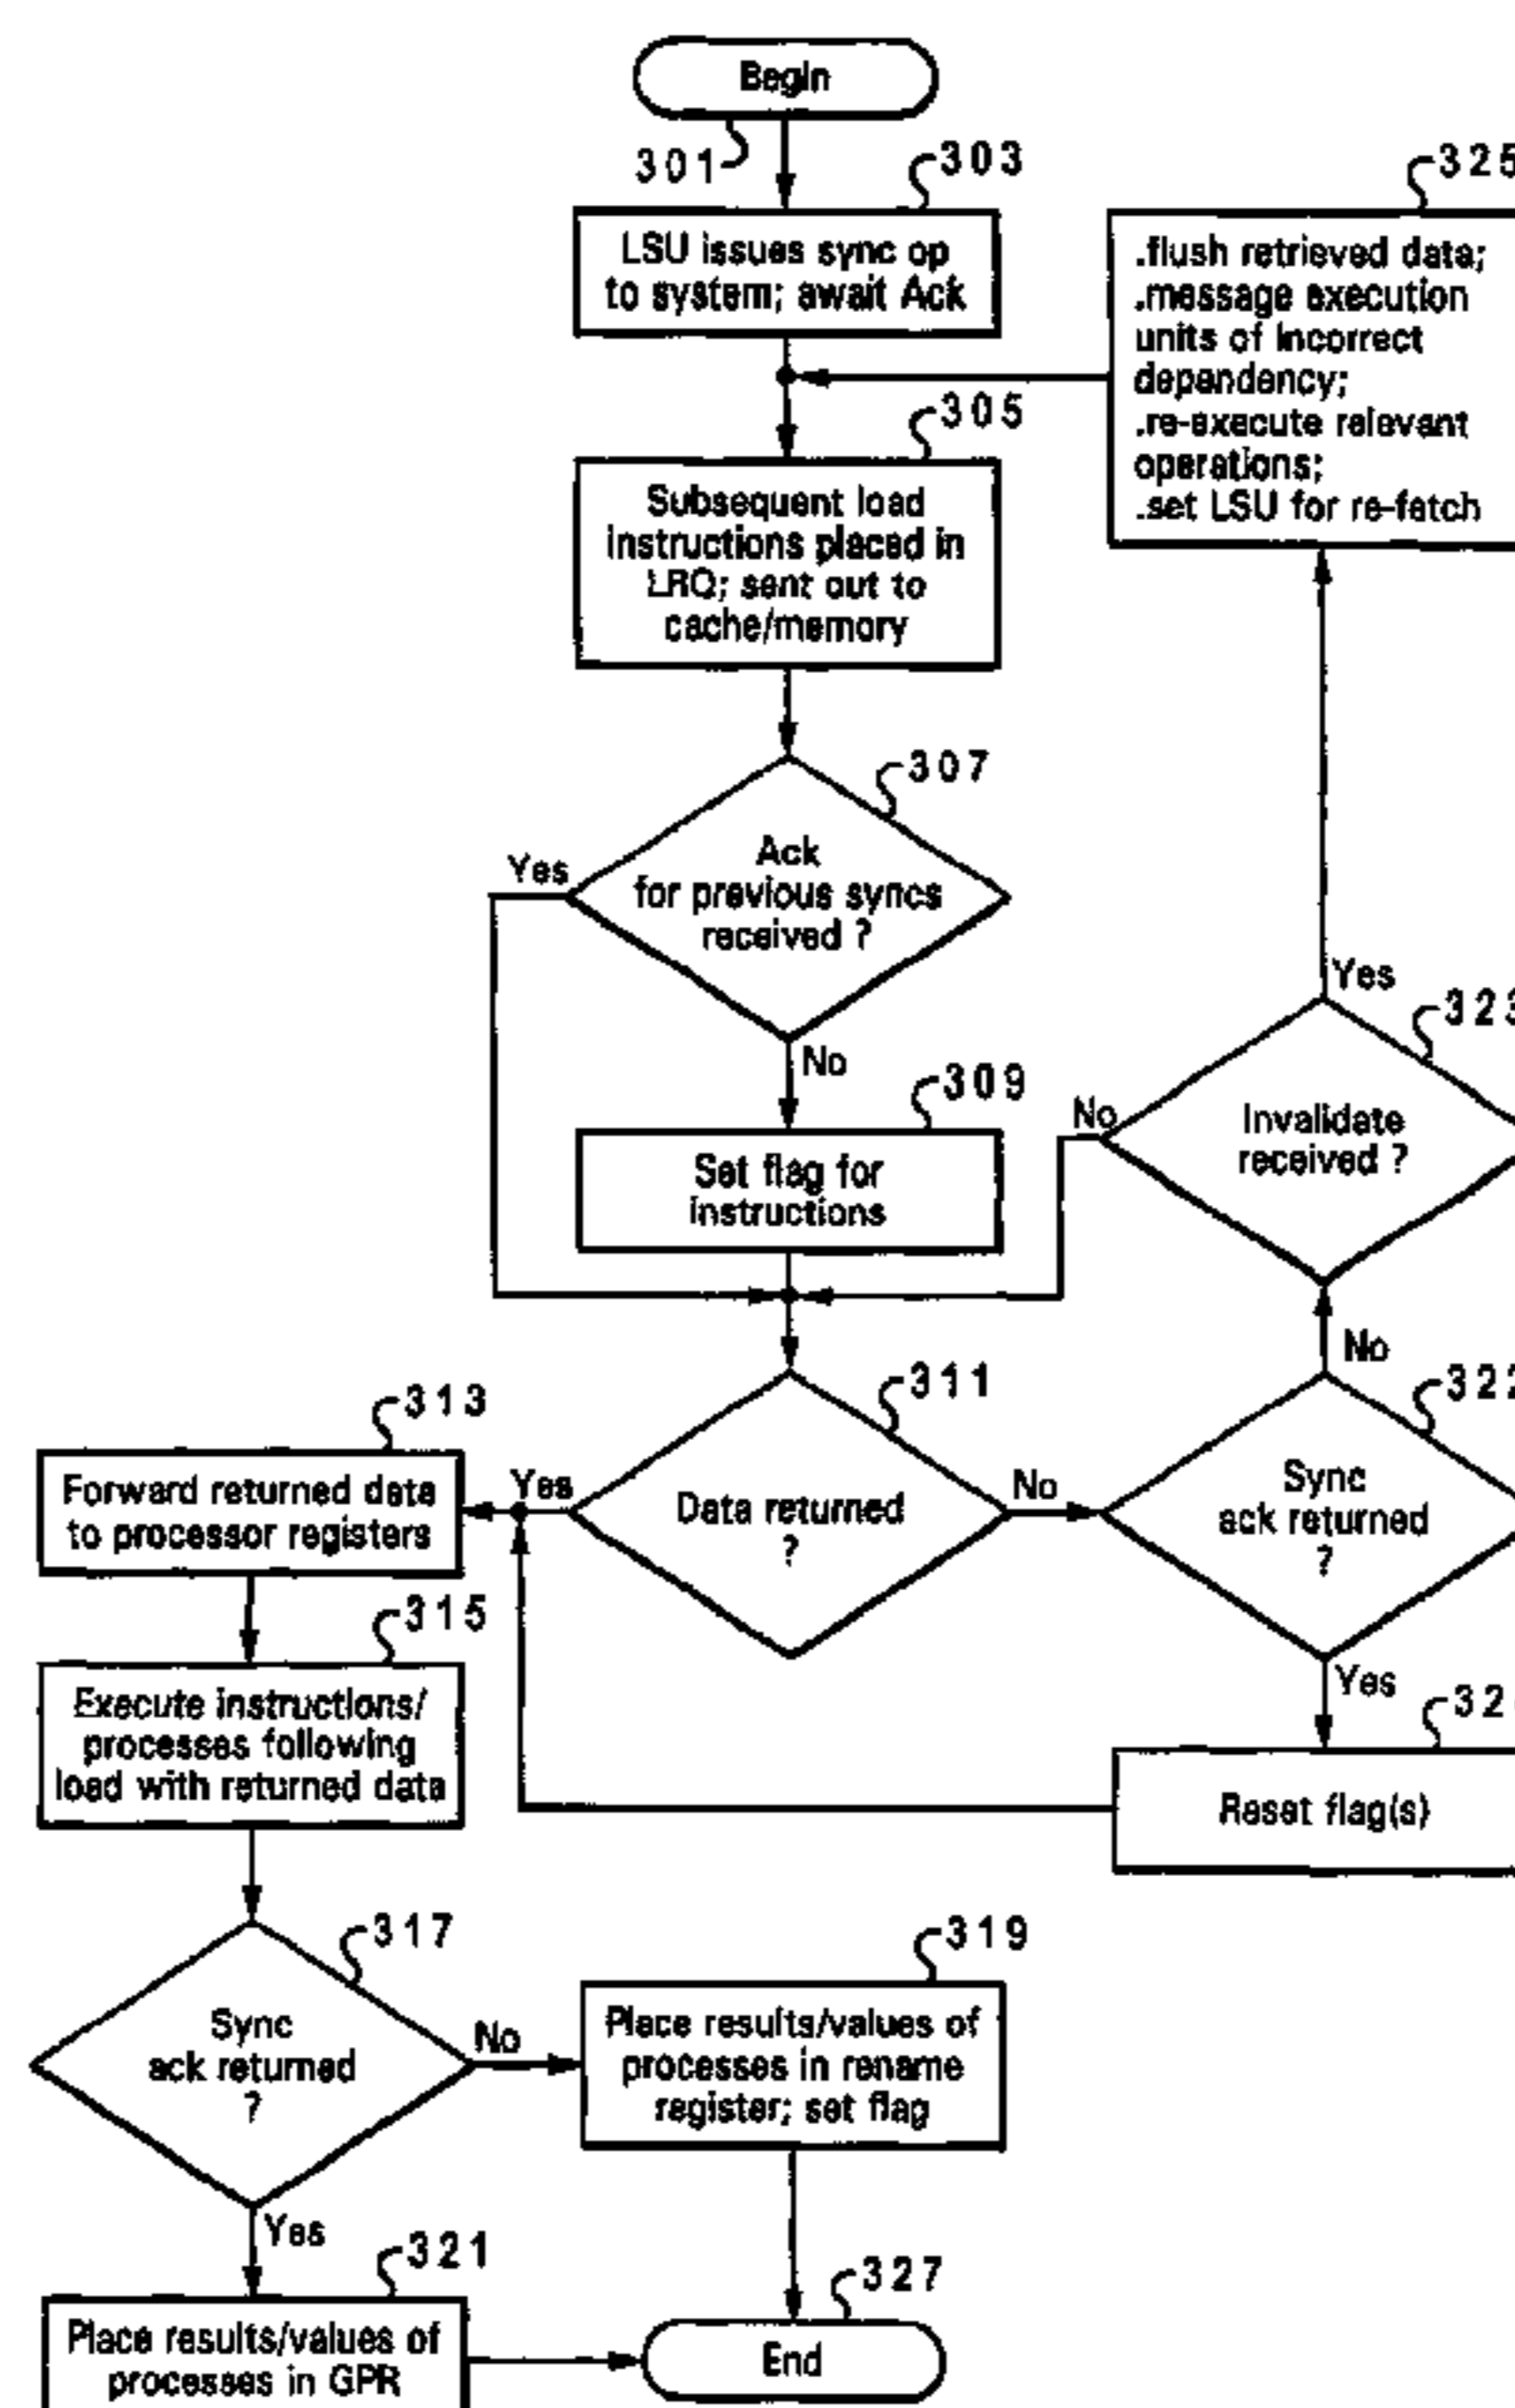 Begin
301
303
LSU issues sync op
to system; await Ack
325
.flush retrieved data;
.message execution
units of incorrect
dependency;
.re-execute relevant
operations;
.set LSU for re-fetch
305
Subsequent load
instructions placed in
LRQ; sent out to
cache/memory
307
Ack
for previous syncs
received ?
Yes
No
309
Set flag for
instructions
Yes
323
Invalidate
received ?
No
No
311
Data returned
?
Yes
No
322
Sync
ack returned
?
Yes
313
Forward returned data
to processor registers
315
Execute instructions/
processes following
load with returned data
Reset flag(s)
317
Sync
ack returned
?
No
Yes
319
Place results/values of
processes in rename
register; set flag
321
Place results/values of
processes in GPR
327
End